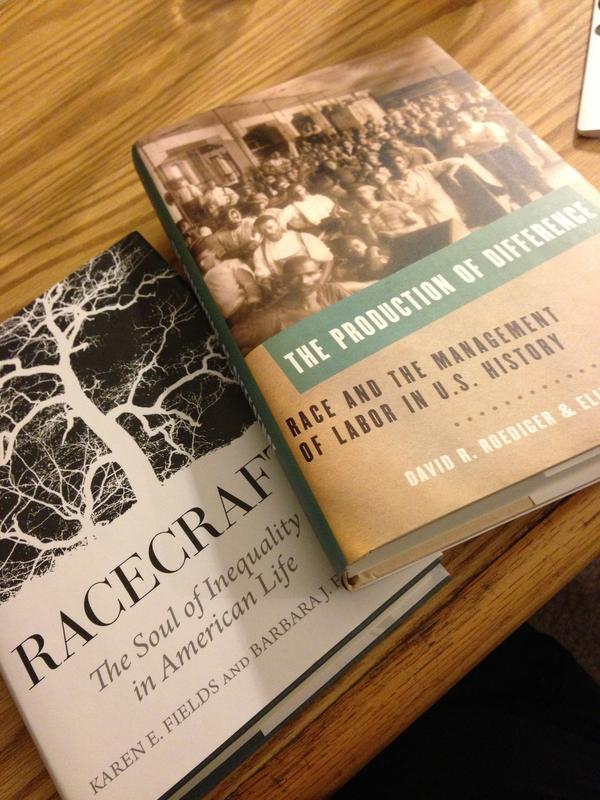 THE PRODUCTION OF DIFFERENCE
RACE AND THE MANAGEMENT
OF LABOR IN U.S. HISTORY
DAVID R. ROEDIGER &
RACECRAF
The Soul of Inequality
in American Life
KAREN E. FIELDS AND BARBARA J.